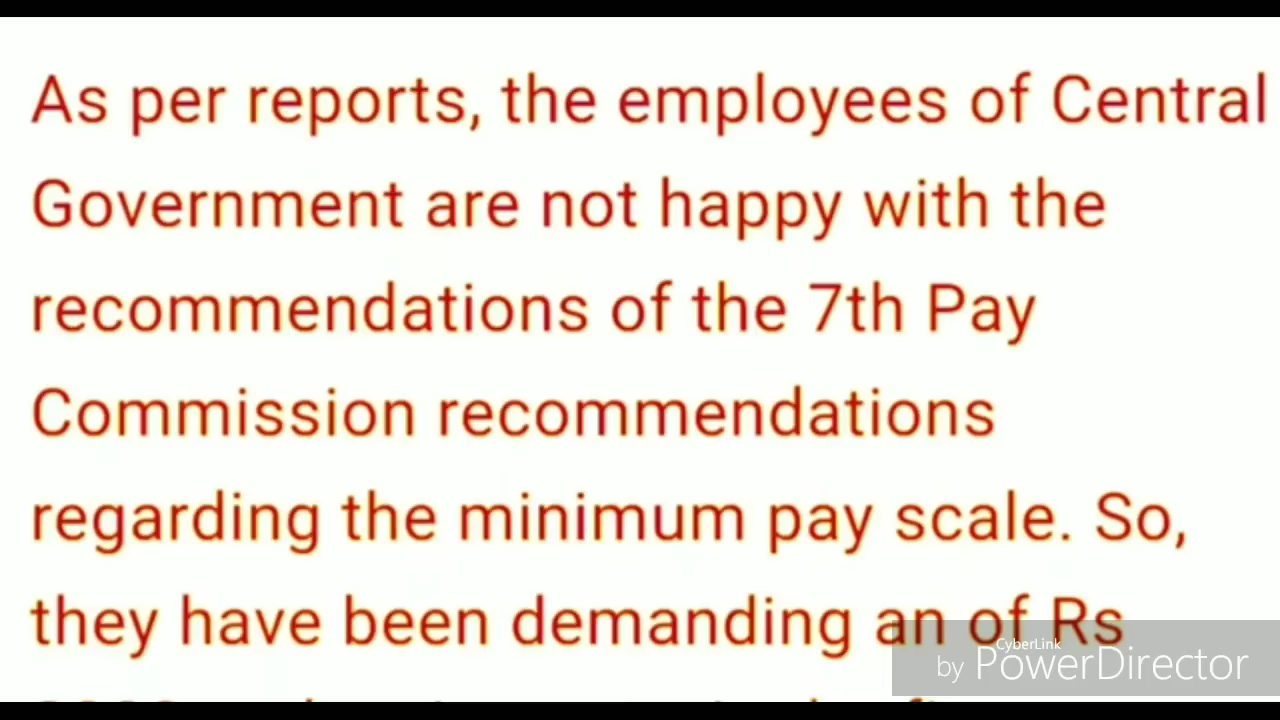 As per reports, the employees of Central
Government are not happy with the
recommendations of the 7th Pay
Commission recommendations
regarding the minimum pay scale. So,
they have been demanding an of Rs
CyberLink
by PowerDirector